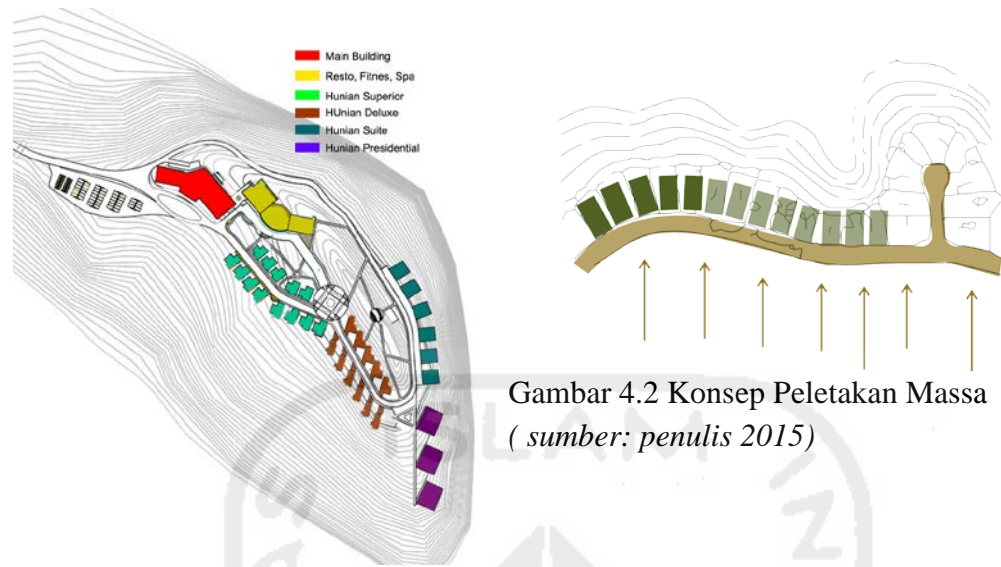 Main Building
Resto, Fitnes, Spa
Hunian Superior
HUnian Deluxe
Hunian Suite
Hunian Presidential
Gambar 4.2 Konsep Peletakan Massa
( sumber: penulis 2015)
ISLAM